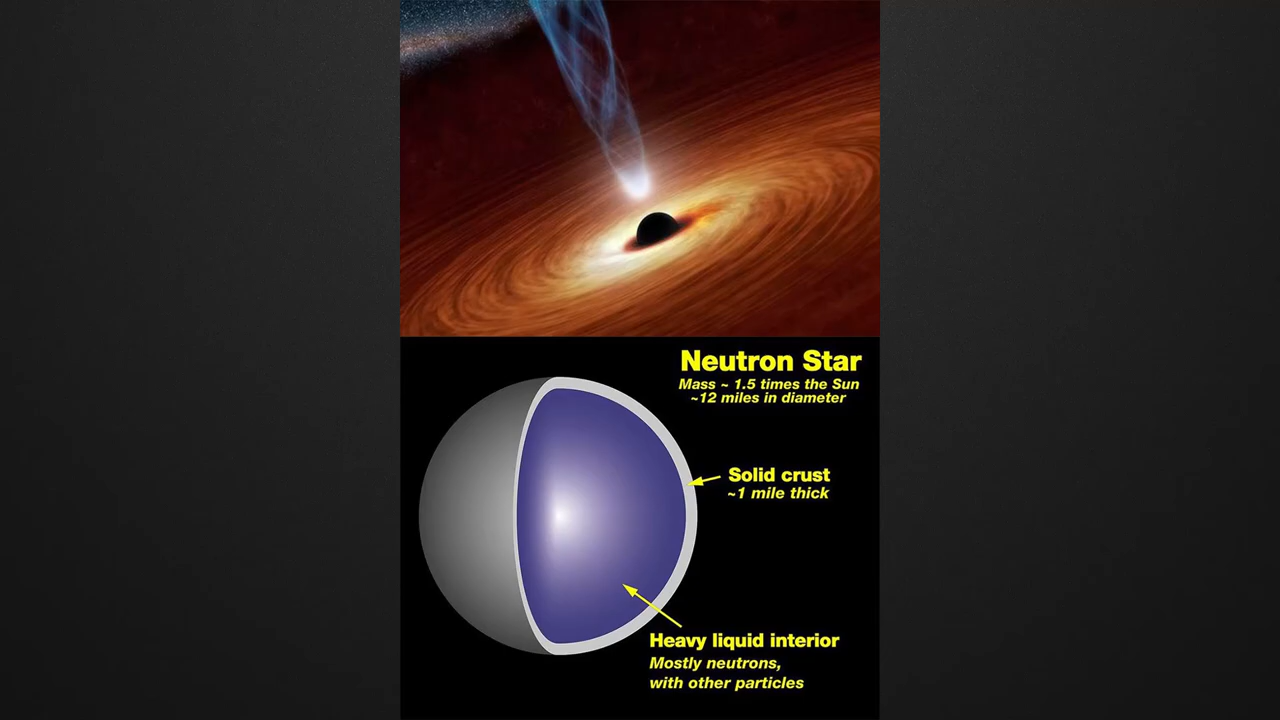 Neutron Star
Mass ~ 1.5 times the Sun
~12 miles in diameter
Solid crust
~1 mile thick
Heavy liquid interior
Mostly neutrons,
with other particles